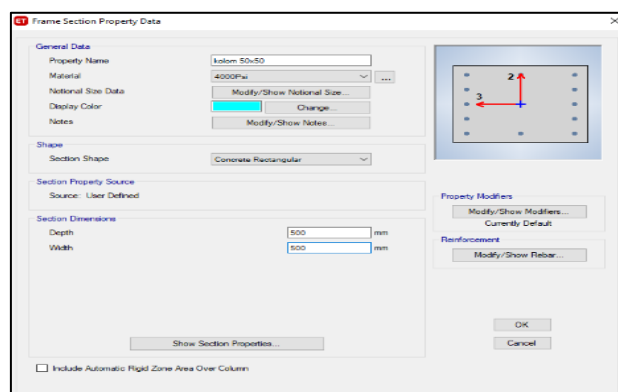 ET Frame Section Property Data
General Data
Property Name kolom 50x50
Material 4000Psi ...
Notional Size Data Modify/Show Notional Size...
Display Color Change...
Notes Modify/Show Notes...
Shape
Section Shape Concrete Rectangular
Section Property Source
Source: User Defined
Section Dimensions
Depth 500 mm
Width 500 mm
Show Section Properties...
Include Automatic Rigid Zone Area Over Column
2
3
Property Modifiers
Modify/Show Modifiers...
Currently Default
Reinforcement
Modify/Show Rebar...
OK
Cancel